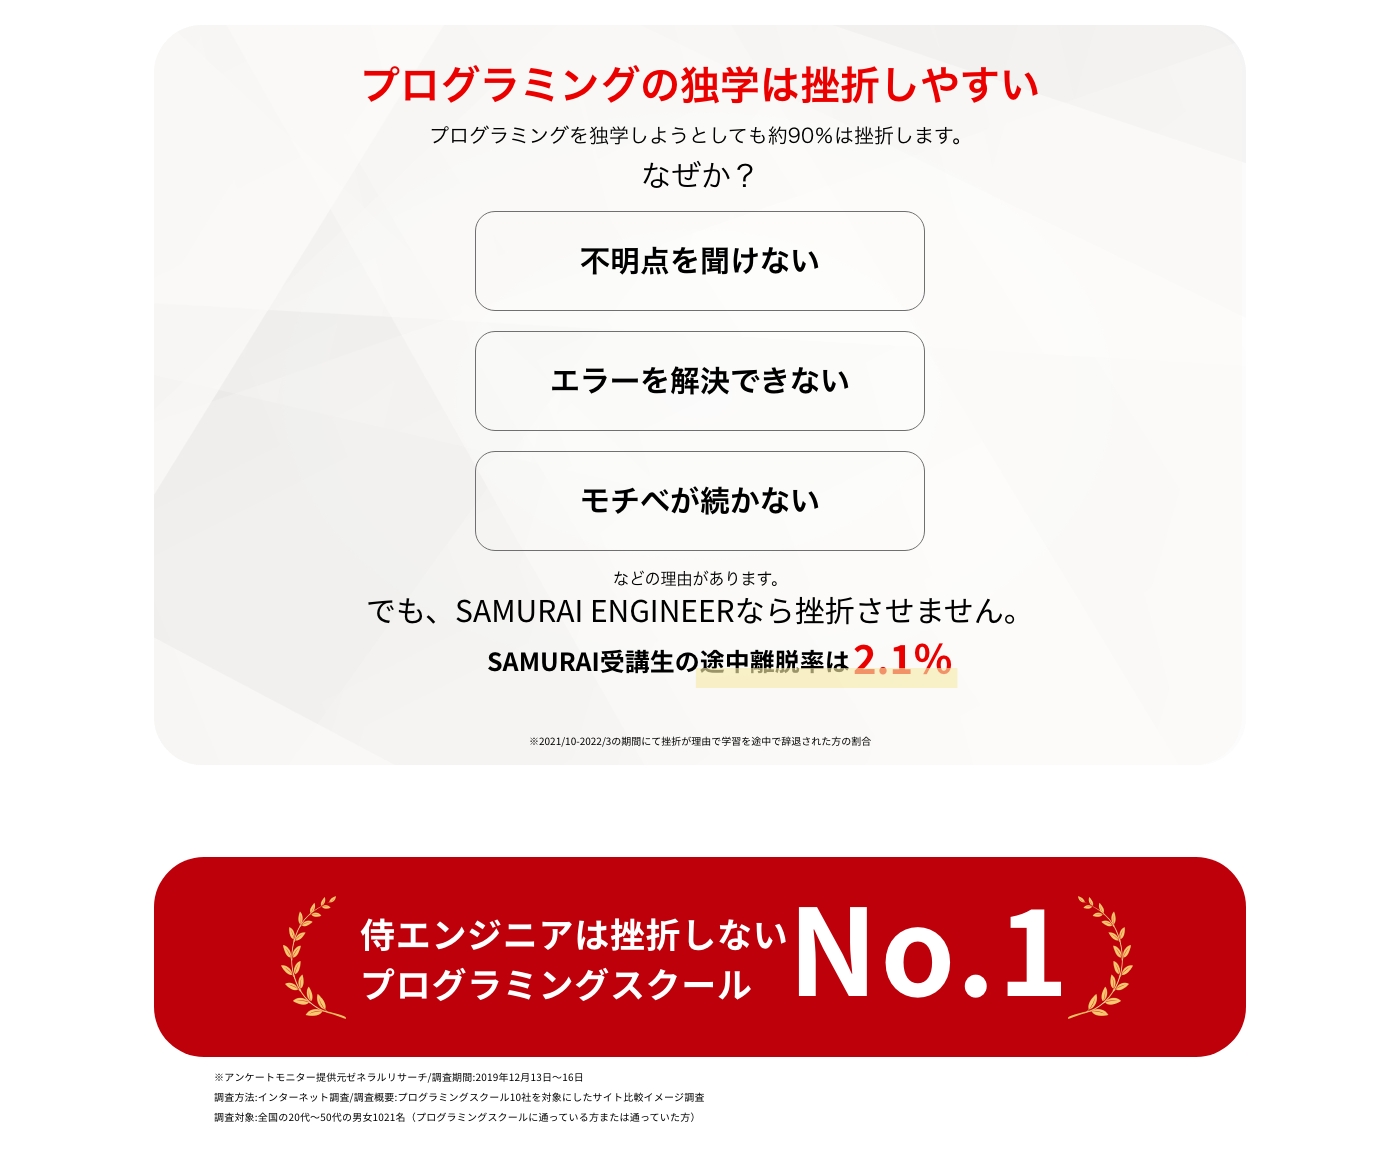 プログラミングの独学は挫折しやすい
プログラミングを独学しようとしても約90%は挫折します。
なぜか？
不明点を聞けない
エラーを解決できない
モチベが続かない
などの理由があります。
でも、SAMURAI ENGINEERなら挫折させません。
SAMURAI受講生の途中離脱率は2.1%
※2021/10-2022/3の期間にて挫折が理由で学習を途中で辞退された方の割合
侍エンジニアは挫折しない
プログラミングスクール
No.1
※アンケートモニター提供元ゼネラルリサーチ/調査期間:2019年12月13日〜16日
調査方法:インターネット調査/調査概要:プログラミングスクール10社を対象にしたサイト比較イメージ調査
調査対象:全国の20代〜50代の男女1021名（プログラミングスクールに通っている方または通っていた方）